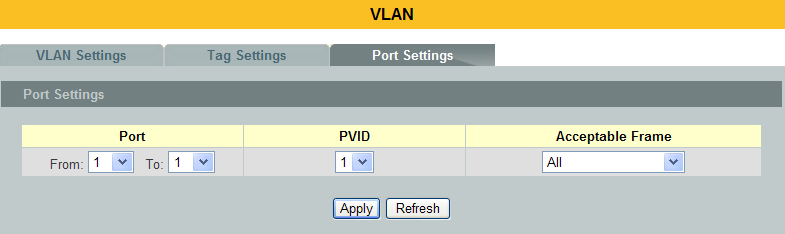 VLAN
VLAN Settings Tag Settings Port Settings
Port Settings
Port PVID Acceptable Frame
From: 1 To: 1 1 All
Apply Refresh